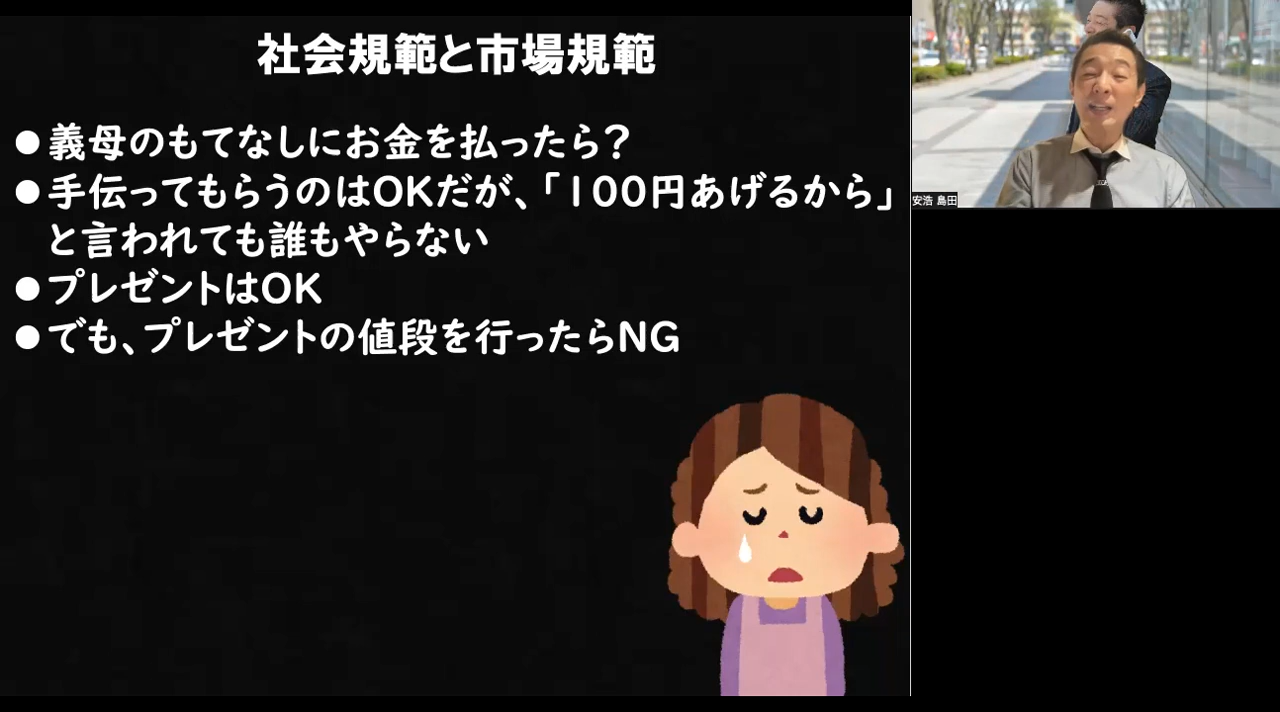 社会規範と市場規範
●義母のもてなしにお金を払ったら？
●手伝ってもらうのはOKだが、「１００円あげるから」
と言われても誰もやらない
●プレゼントはOK
●でも、プレゼントの値段を行ったらNG
安浩 島田